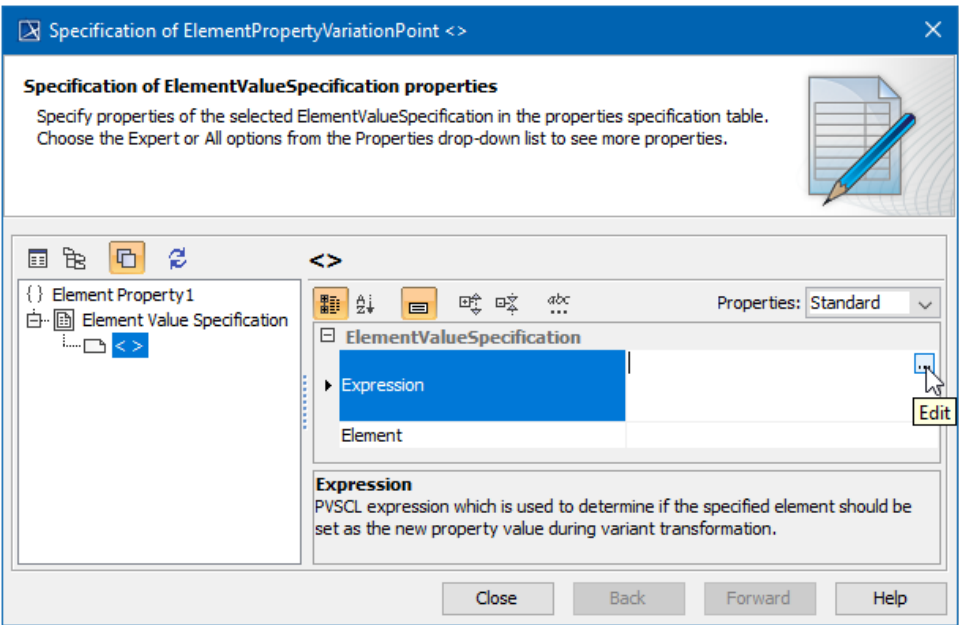 Specification of ElementPropertyVariationPoint <>
Specification of ElementValueSpecification properties
Specify properties of the selected ElementValueSpecification in the properties specification table.
Choose the Expert or All options from the Properties drop-down list to see more properties.
<>
{ } Element Property1
Element Value Specification
< >
A
Z
abc
...
Properties: Standard
ElementValueSpecification
Expression
...
Edit
Element
Expression
PVSCL expression which is used to determine if the specified element should be
set as the new property value during variant transformation.
Close Back Forward Help